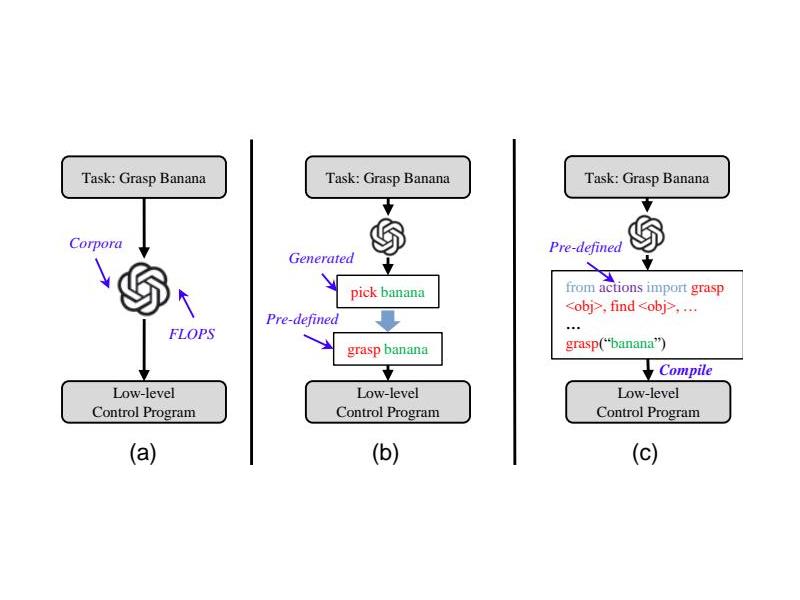 Task: Grasp Banana
Corpora
FLOPS
Low-level
Control Program
(a)
Task: Grasp Banana
Generated
pick banana
Pre-defined
grasp banana
Low-level
Control Program
(b)
Task: Grasp Banana
Pre-defined
from actions import grasp
<obj>, find <obj>, …
…
grasp(“banana”)
Compile
Low-level
Control Program
(c)